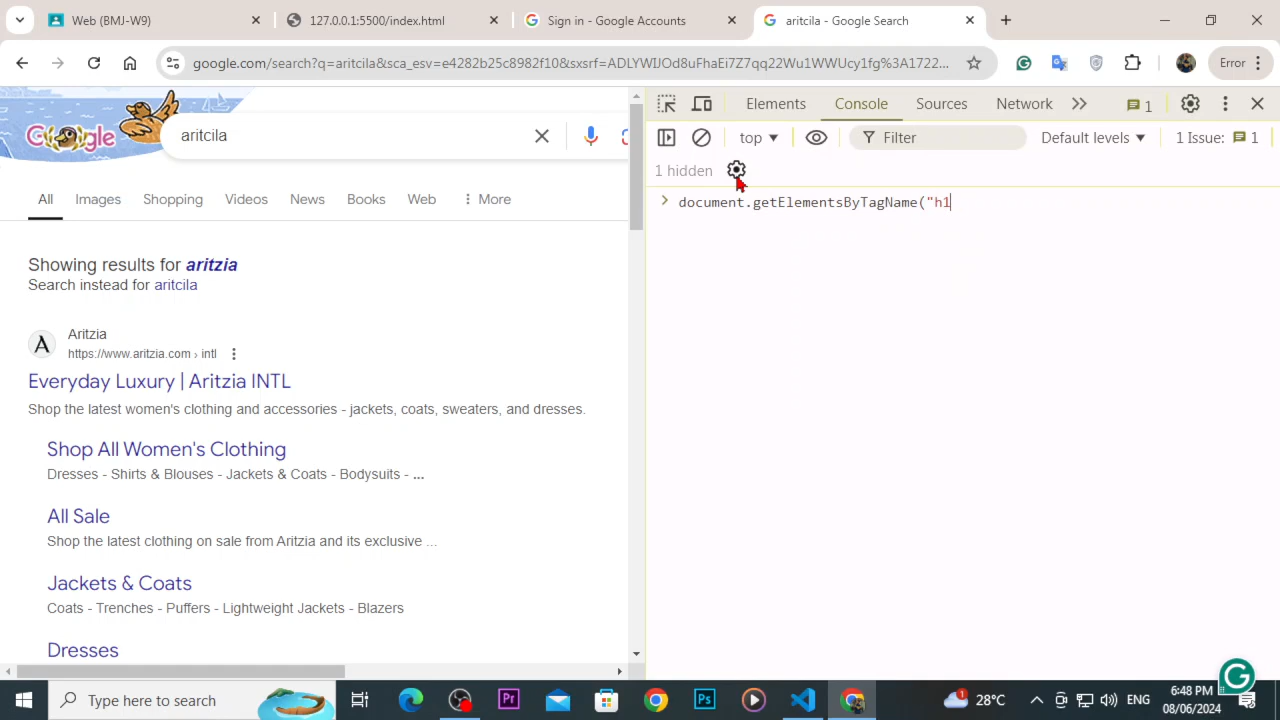 Web (BMJ-W9)
127.0.0.1:5500/index.html
Sign in - Google Accounts
aritcila - Google Search
google.com/search?q=aritcila&sca_esv=e4282b25c8982f10&sxsrf=ADLYWIJOd8uFhaEi7Z7qq22Wu1WWUcy1fg%3A1722...
Error
Google
aritcila
All
Images
Shopping
Videos
News
Books
Web
More
Showing results for aritzia
Search instead for aritcila
A
Aritzia
https://www.aritzia.com › intl
Everyday Luxury | Aritzia INTL
Shop the latest women's clothing and accessories - jackets, coats, sweaters, and dresses.
Shop All Women's Clothing
Dresses - Shirts & Blouses - Jackets & Coats - Bodysuits - ...
All Sale
Shop the latest clothing on sale from Aritzia and its exclusive ...
Jackets & Coats
Coats - Trenches - Puffers - Lightweight Jackets - Blazers
Dresses
Elements
Console
Sources
Network
1
top
Filter
Default levels
1 Issue: 1
1 hidden
document.getElementsByTagName("h1
Type here to search
Pr
Ps
1
28°C
ENG
6:48 PM
08/06/2024